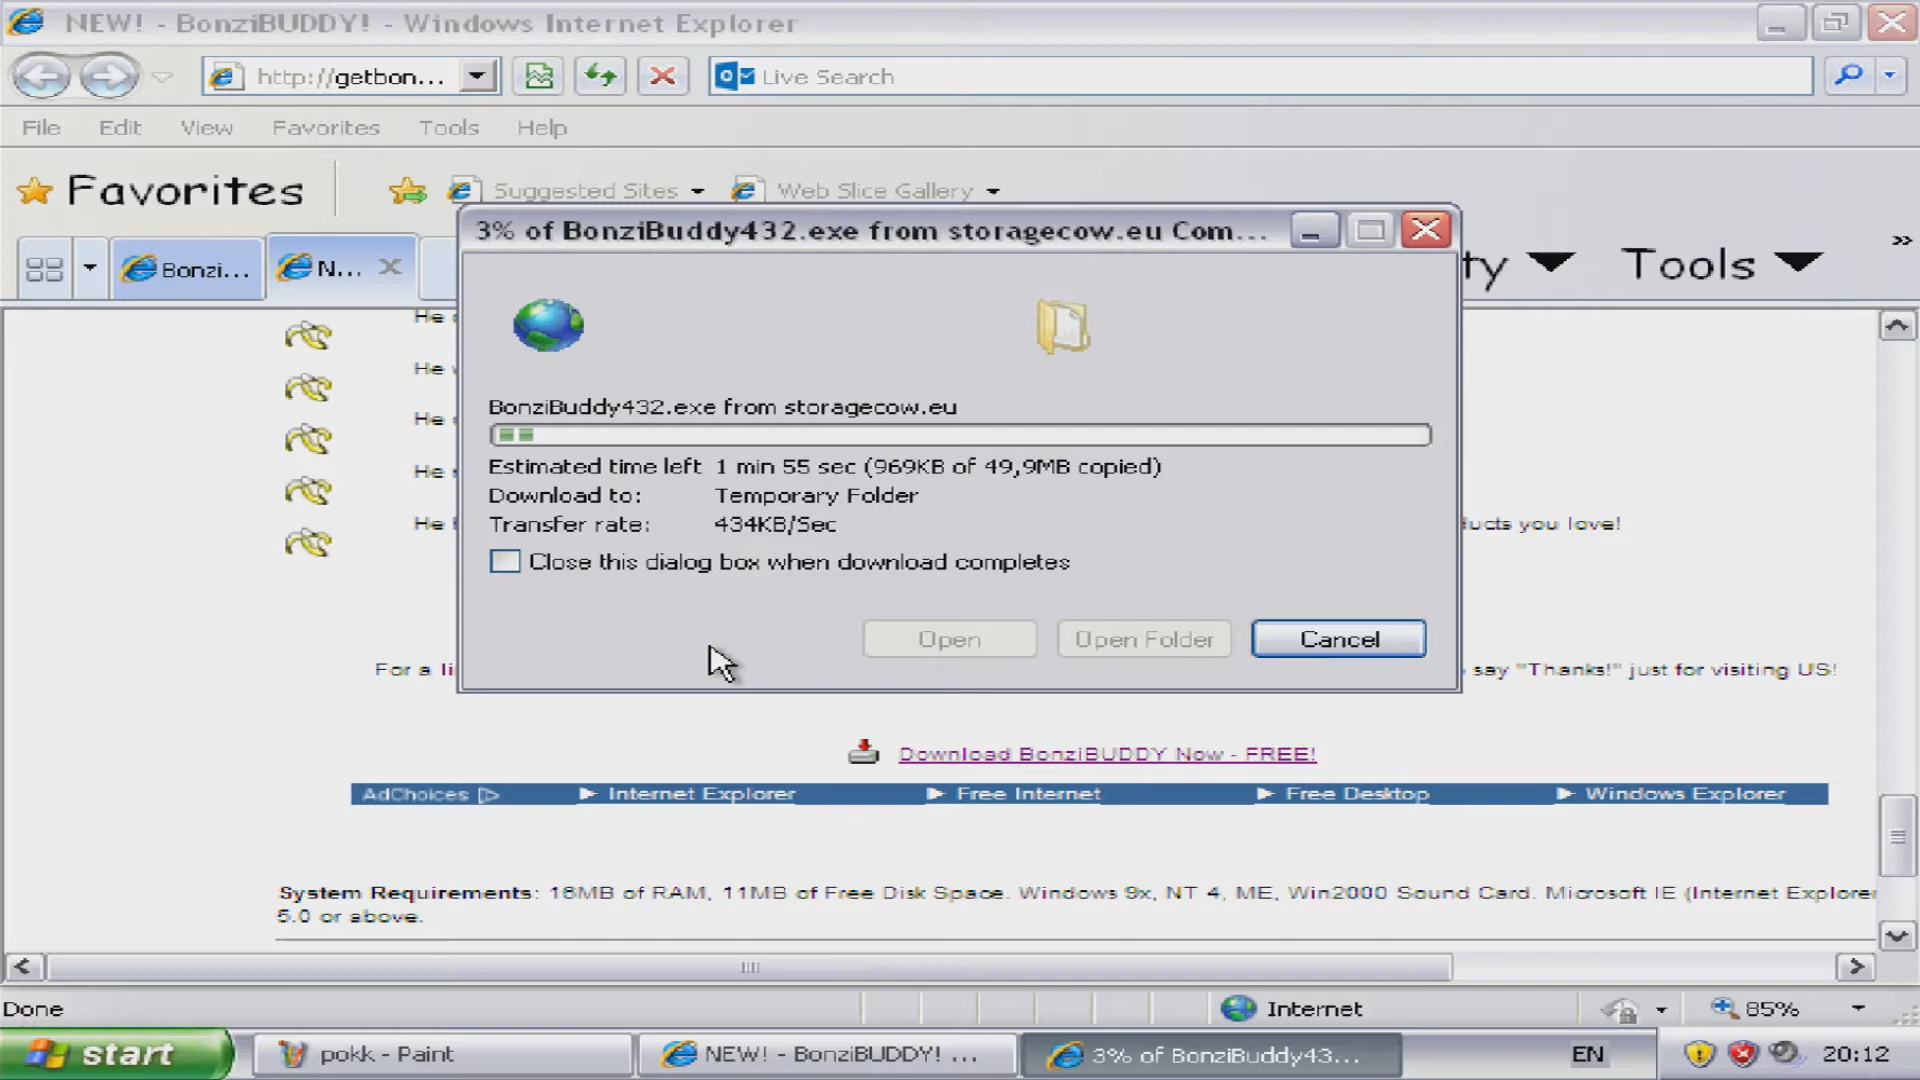 NEW! - BonziBUDDY! - Windows Internet Explorer
http://getbon...
Live Search
File Edit View Favorites Tools Help
Favorites
Suggested Sites
Web Slice Gallery
3% of BonziBuddy432.exe from storagecow.eu Com...
Bonzi...
N...
ty
Tools
He
BonziBuddy432.exe from storagecow.eu
He
Estimated time left 1 min 55 sec (969KB of 49,9MB copied)
He
Download to: Temporary Folder
He
Transfer rate: 434KB/Sec
He
ducts you love!
Close this dialog box when download completes
Open
Open Folder
Cancel
For a li
say "Thanks!" just for visiting US!
Download BonziBUDDY Now - FREE!
AdChoices
Internet Explorer
Free Internet
Free Desktop
Windows Explorer
System Requirements: 16MB of RAM, 11MB of Free Disk Space. Windows 9x, NT 4, ME, Win2000 Sound Card. Microsoft IE (Internet Explorer
5.0 or above.
Done
Internet
85%
start
pokk - Paint
NEW! - BonziBUDDY! ...
3% of BonziBuddy43...
EN
20:12